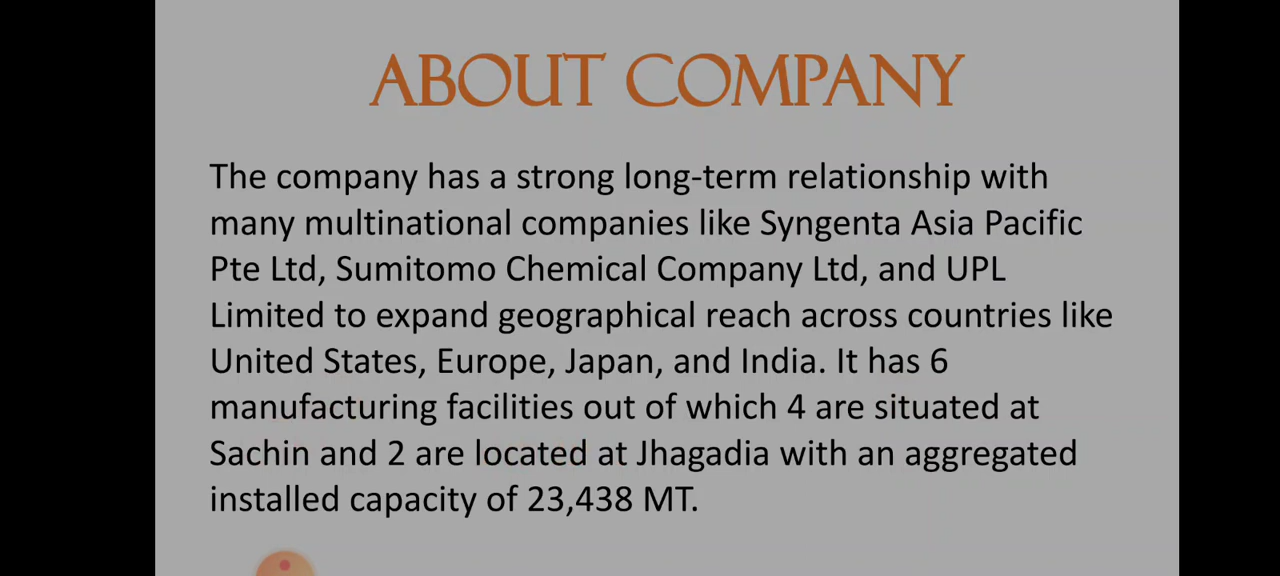 ABOUT COMPANY
The company has a strong long-term relationship with
many multinational companies like Syngenta Asia Pacific
Pte Ltd, Sumitomo Chemical Company Ltd, and UPL
Limited to expand geographical reach across countries like
United States, Europe, Japan, and India. It has 6
manufacturing facilities out of which 4 are situated at
Sachin and 2 are located at Jhagadia with an aggregated
installed capacity of 23,438 MT.